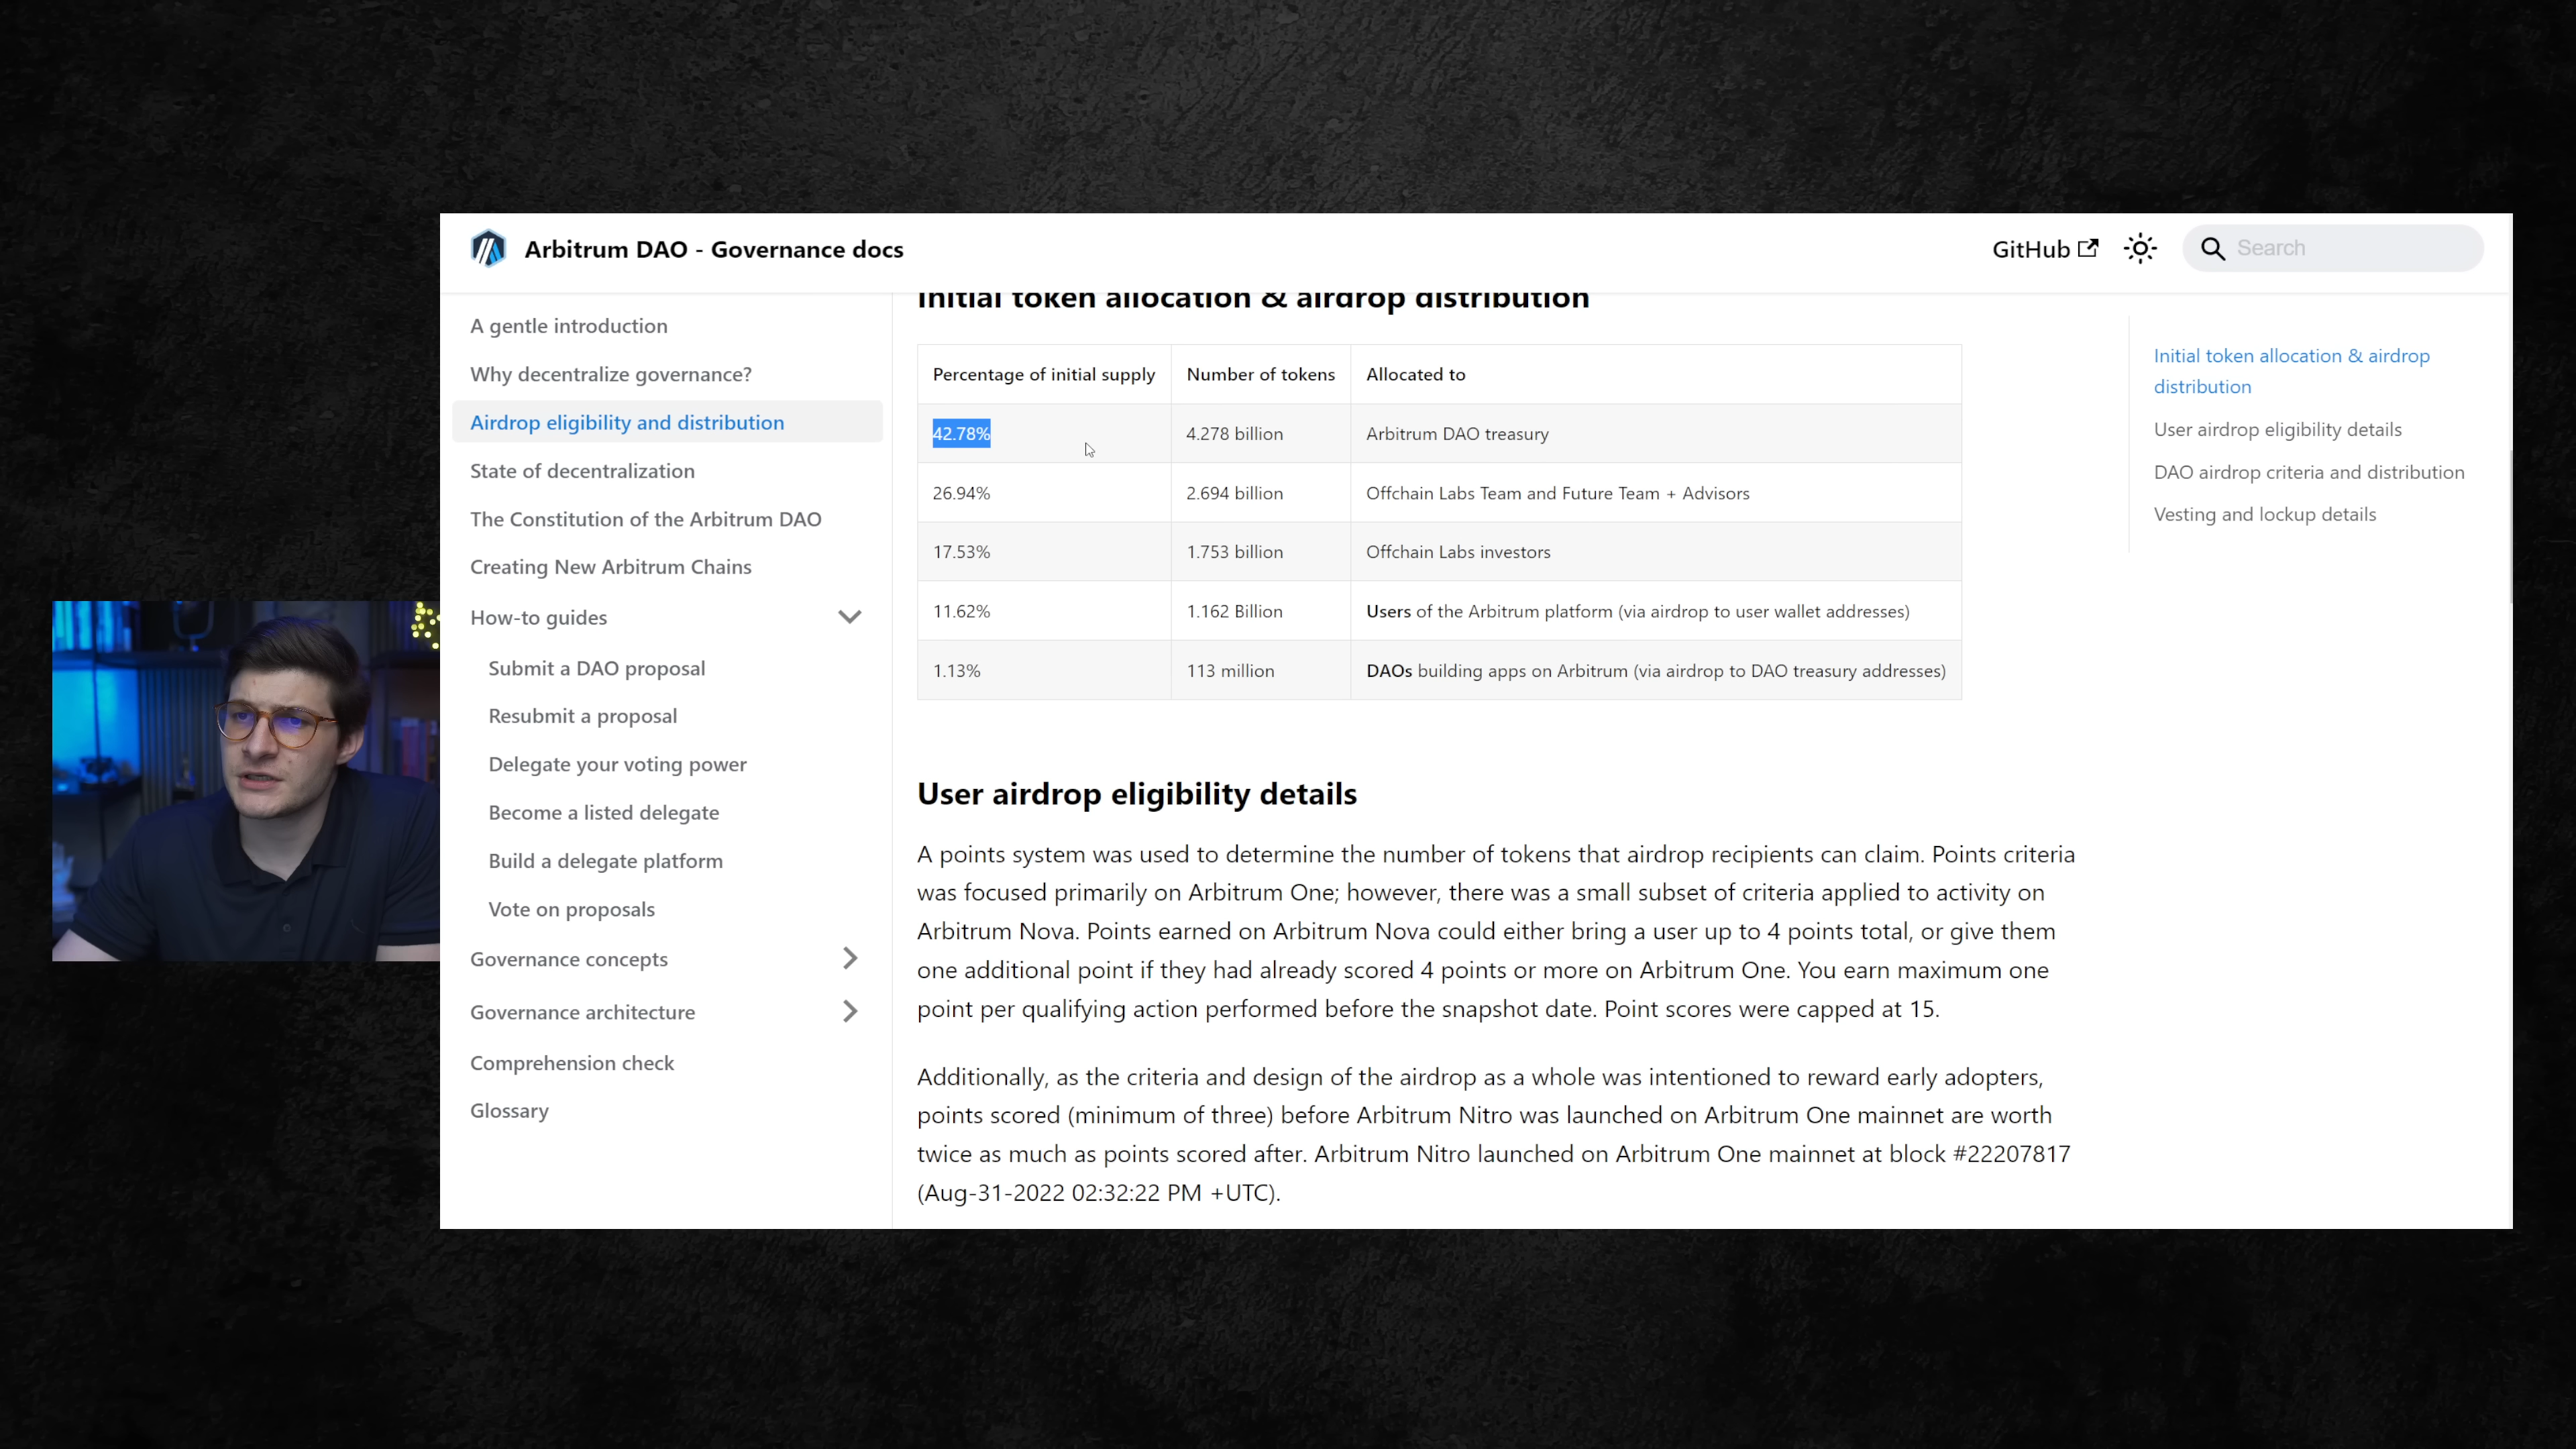 Arbitrum DAO - Governance docs
GitHub
Search
A gentle introduction
Why decentralize governance?
Airdrop eligibility and distribution
State of decentralization
The Constitution of the Arbitrum DAO
Creating New Arbitrum Chains
How-to guides
Submit a DAO proposal
Resubmit a proposal
Delegate your voting power
Become a listed delegate
Build a delegate platform
Vote on proposals
Governance concepts
Governance architecture
Comprehension check
Glossary
Initial token allocation & airdrop distribution
Percentage of initial supply Number of tokens Allocated to
42.78% 4.278 billion Arbitrum DAO treasury
26.94% 2.694 billion Offchain Labs Team and Future Team + Advisors
17.53% 1.753 billion Offchain Labs investors
11.62% 1.162 Billion Users of the Arbitrum platform (via airdrop to user wallet addresses)
1.13% 113 million DAOs building apps on Arbitrum (via airdrop to DAO treasury addresses)
User airdrop eligibility details
A points system was used to determine the number of tokens that airdrop recipients can claim. Points criteria
was focused primarily on Arbitrum One; however, there was a small subset of criteria applied to activity on
Arbitrum Nova. Points earned on Arbitrum Nova could either bring a user up to 4 points total, or give them
one additional point if they had already scored 4 points or more on Arbitrum One. You earn maximum one
point per qualifying action performed before the snapshot date. Point scores were capped at 15.
Additionally, as the criteria and design of the airdrop as a whole was intentioned to reward early adopters,
points scored (minimum of three) before Arbitrum Nitro was launched on Arbitrum One mainnet are worth
twice as much as points scored after. Arbitrum Nitro launched on Arbitrum One mainnet at block #22207817
(Aug-31-2022 02:32:22 PM +UTC).
Initial token allocation & airdrop
distribution
User airdrop eligibility details
DAO airdrop criteria and distribution
Vesting and lockup details